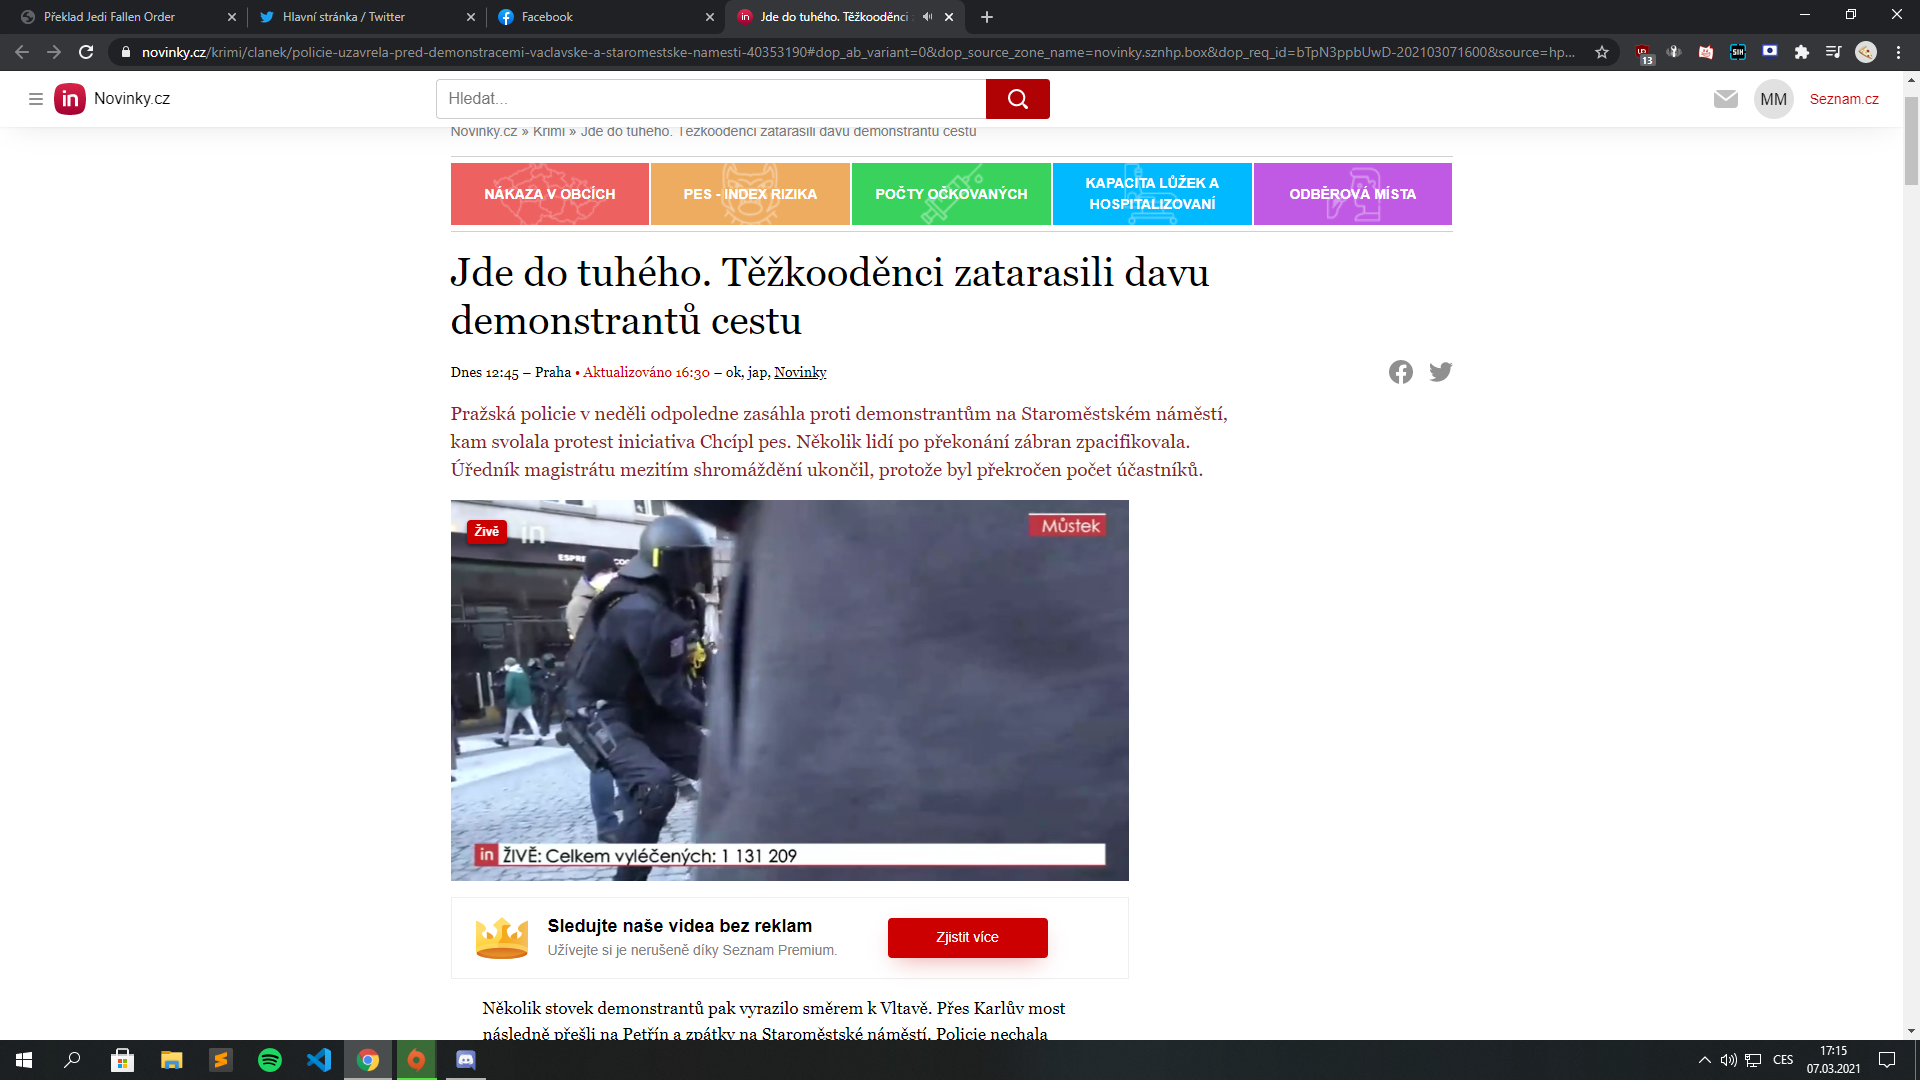 Překlad Jedi Fallen Order
Hlavní stránka / Twitter
Facebook
Jde do tuhého. Těžkooděnci
novinky.cz/krimi/clanek/policie-uzavrela-pred-demonstracemi-vaclavske-a-staromestske-namesti-40353190#dop_ab_variant=0&dop_source_zone_name=novinky.sznhp.box&dop_req_id=bTpN3ppbUwD-202103071600&source=hp...
13
in Novinky.cz
Hledat...
MM
Seznam.cz
Novinky.cz » Krimi » Jde do tuhého. Těžkooděnci zatarasili davu demonstrantů cestu
NÁKAZA V OBCÍCH
PES - INDEX RIZIKA
POČTY OČKOVANÝCH
KAPACITA LŮŽEK A
HOSPITALIZOVANÍ
ODBĚROVÁ MÍSTA
Jde do tuhého. Těžkooděnci zatarasili davu
demonstrantů cestu
Dnes 12:45 – Praha • Aktualizováno 16:30 – ok, jap, Novinky
Pražská policie v neděli odpoledne zasáhla proti demonstrantům na Staroměstském náměstí,
kam svolala protest iniciativa Chcípl pes. Několik lidí po překonání zábran zpacifikovala.
Úředník magistrátu mezitím shromáždění ukončil, protože byl překročen počet účastníků.
Živě
in
Můstek
in ŽIVĚ: Celkem vyléčených: 1 131 209
Sledujte naše videa bez reklam
Užívejte si je nerušeně díky Seznam Premium.
Zjistit více
Několik stovek demonstrantů pak vyrazilo směrem k Vltavě. Přes Karlův most
následně přešli na Petřín a zpátky na Staroměstské náměstí. Policie nechala
CES
17:15
07.03.2021